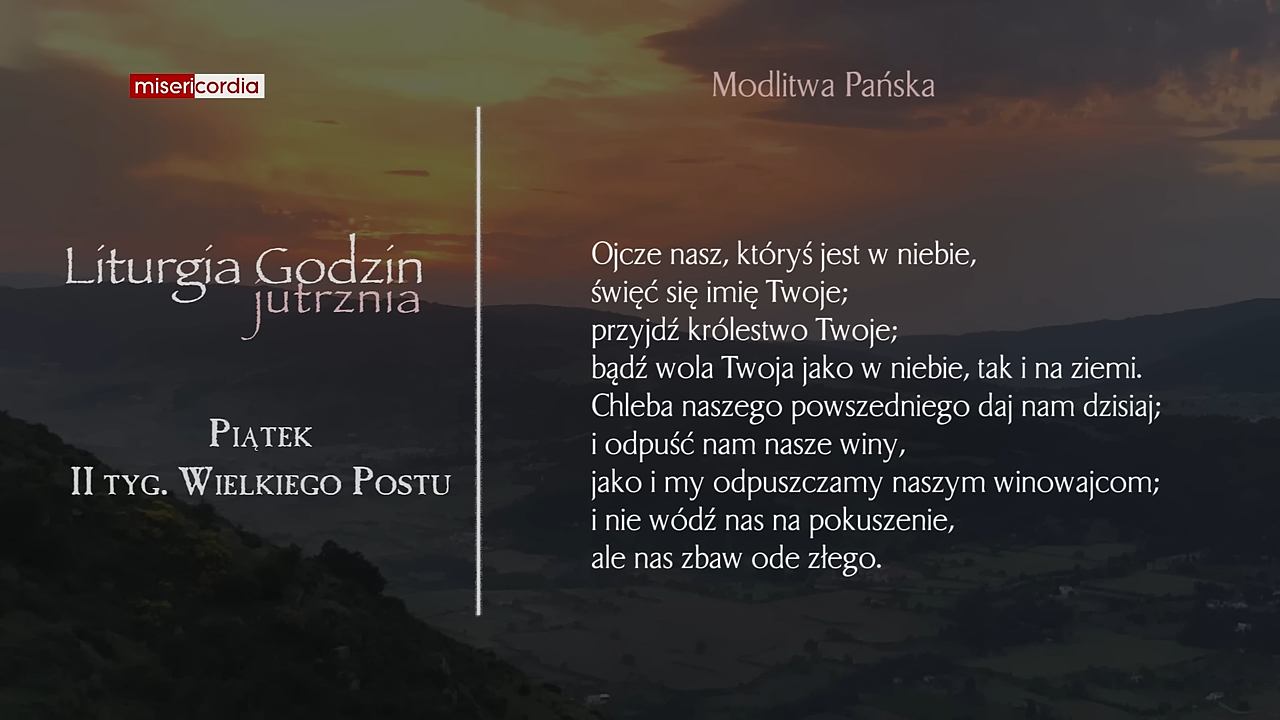 misericordia
Liturgia Godzin
jutrznia
Piątek
II tyg. Wielkiego Postu
Modlitwa Pańska
Ojcze nasz, któryś jest w niebie,
święć się imię Twoje;
przyjdź królestwo Twoje;
bądź wola Twoja jako w niebie, tak i na ziemi.
Chleba naszego powszedniego daj nam dzisiaj;
i odpuść nam nasze winy,
jako i my odpuszczamy naszym winowajcom;
i nie wódź nas na pokuszenie,
ale nas zbaw ode złego.